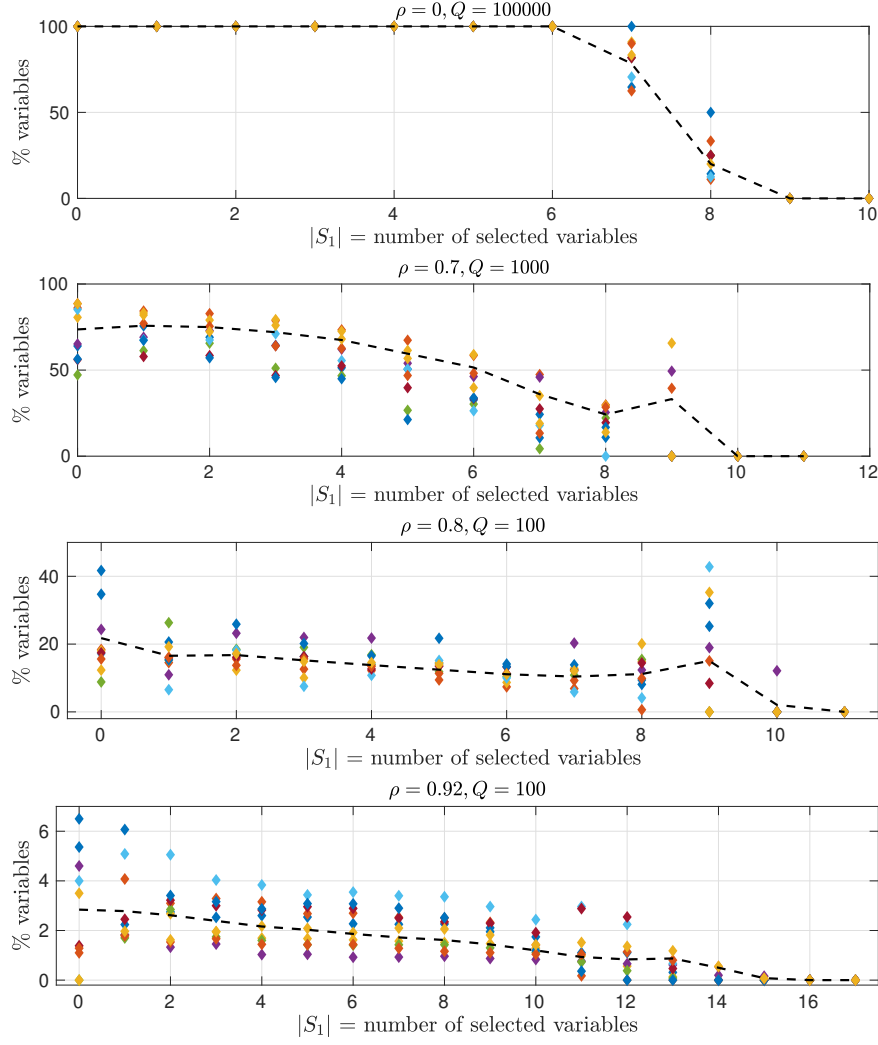 ρ = 0, Q = 100000
100
50
0
% variables
0 2 4 6 8 10
|S₁| = number of selected variables
ρ = 0.7, Q = 1000
100
50
0
% variables
0 2 4 6 8 10 12
|S₁| = number of selected variables
ρ = 0.8, Q = 100
40
20
0
% variables
0 2 4 6 8 10
|S₁| = number of selected variables
ρ = 0.92, Q = 100
6
4
2
0
% variables
0 2 4 6 8 10 12 14 16
|S₁| = number of selected variables